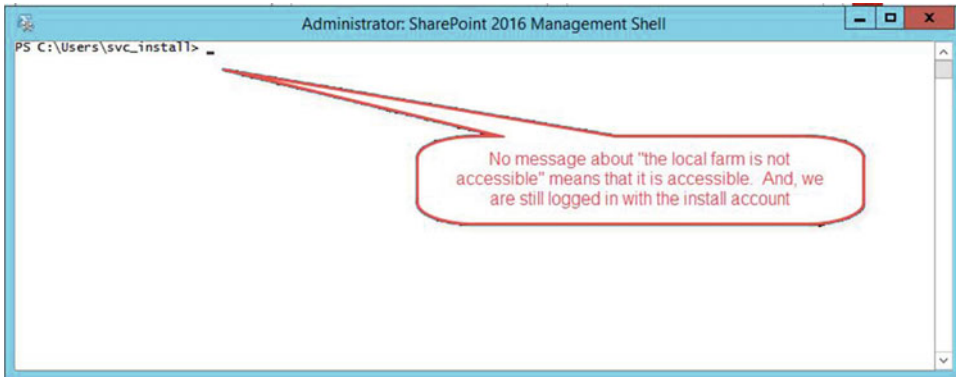 Administrator: SharePoint 2016 Management Shell
PS C:\Users\svc_install> _
No message about "the local farm is not
accessible" means that it is accessible. And, we
are still logged in with the install account